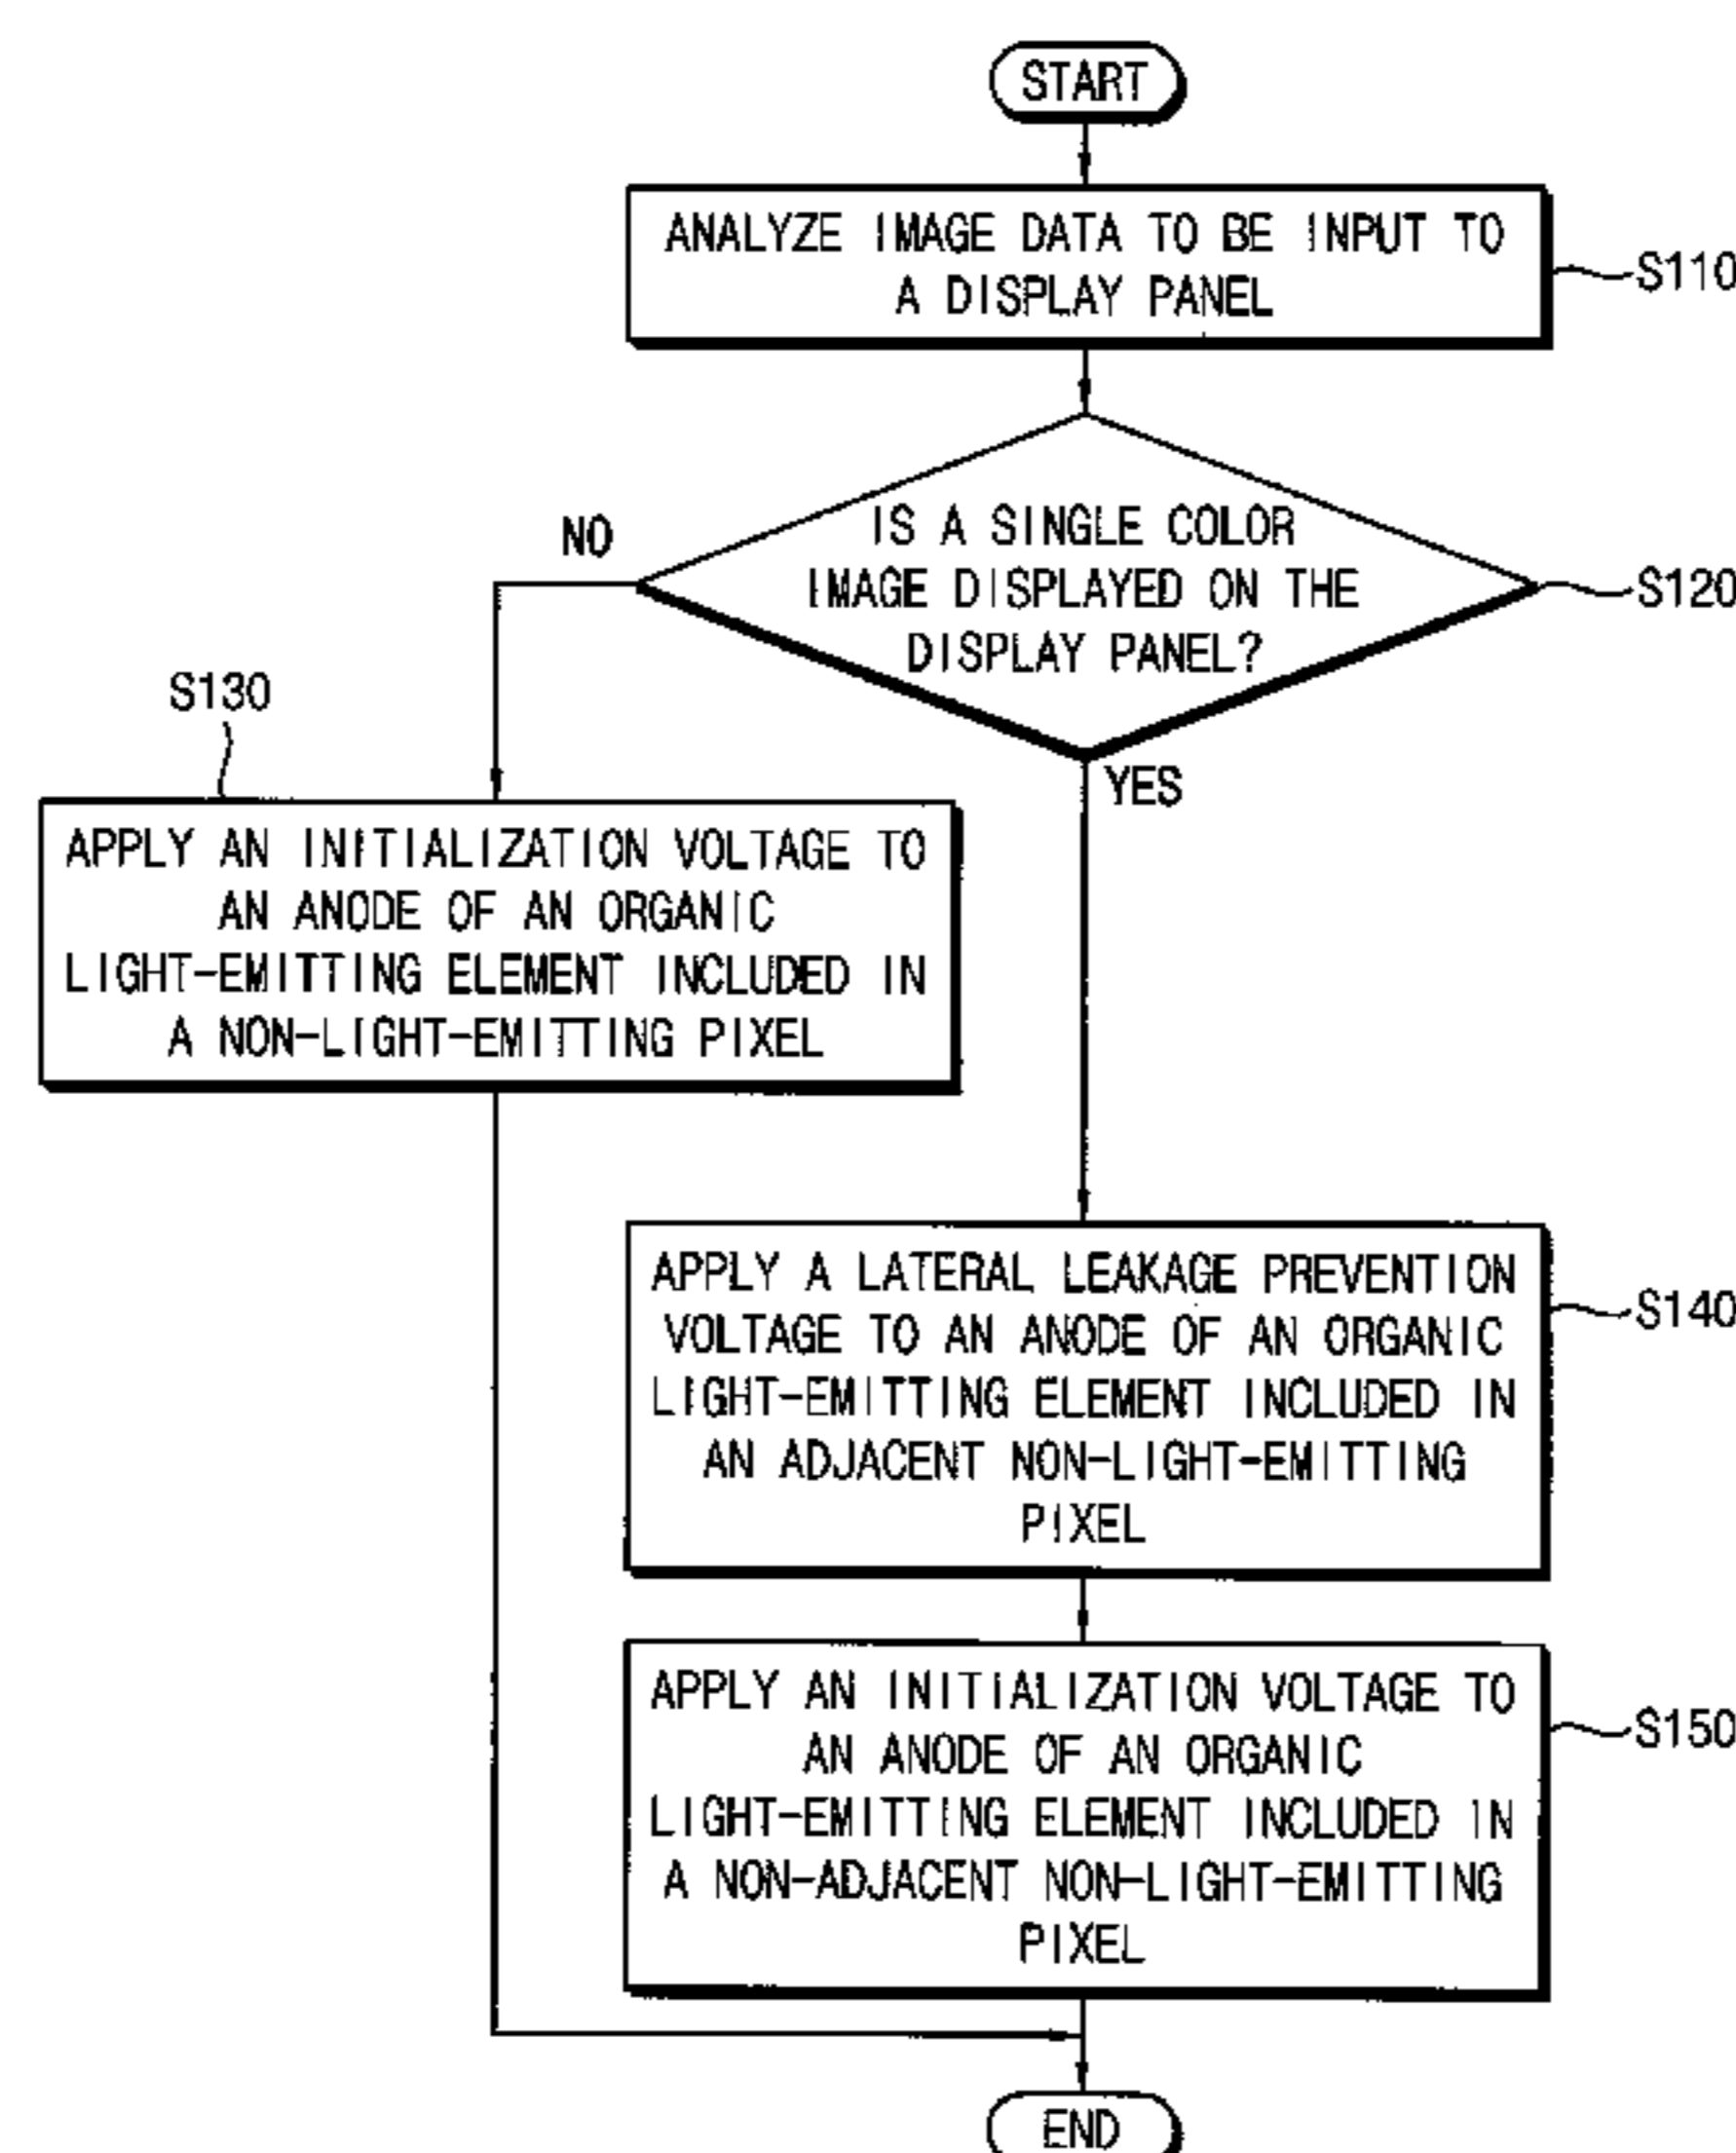 START
ANALYZE IMAGE DATA TO BE INPUT TO
A DISPLAY PANEL
S110
IS A SINGLE COLOR
IMAGE DISPLAYED ON THE
DISPLAY PANEL?
S120
NO
YES
S130
APPLY AN INITIALIZATION VOLTAGE TO
AN ANODE OF AN ORGANIC
LIGHT-EMITTING ELEMENT INCLUDED IN
A NON-LIGHT-EMITTING PIXEL
APPLY A LATERAL LEAKAGE PREVENTION
VOLTAGE TO AN ANODE OF AN ORGANIC
LIGHT-EMITTING ELEMENT INCLUDED IN
AN ADJACENT NON-LIGHT-EMITTING
PIXEL
S140
APPLY AN INITIALIZATION VOLTAGE TO
AN ANODE OF AN ORGANIC
LIGHT-EMITTING ELEMENT INCLUDED IN
A NON-ADJACENT NON-LIGHT-EMITTING
PIXEL
S150
END